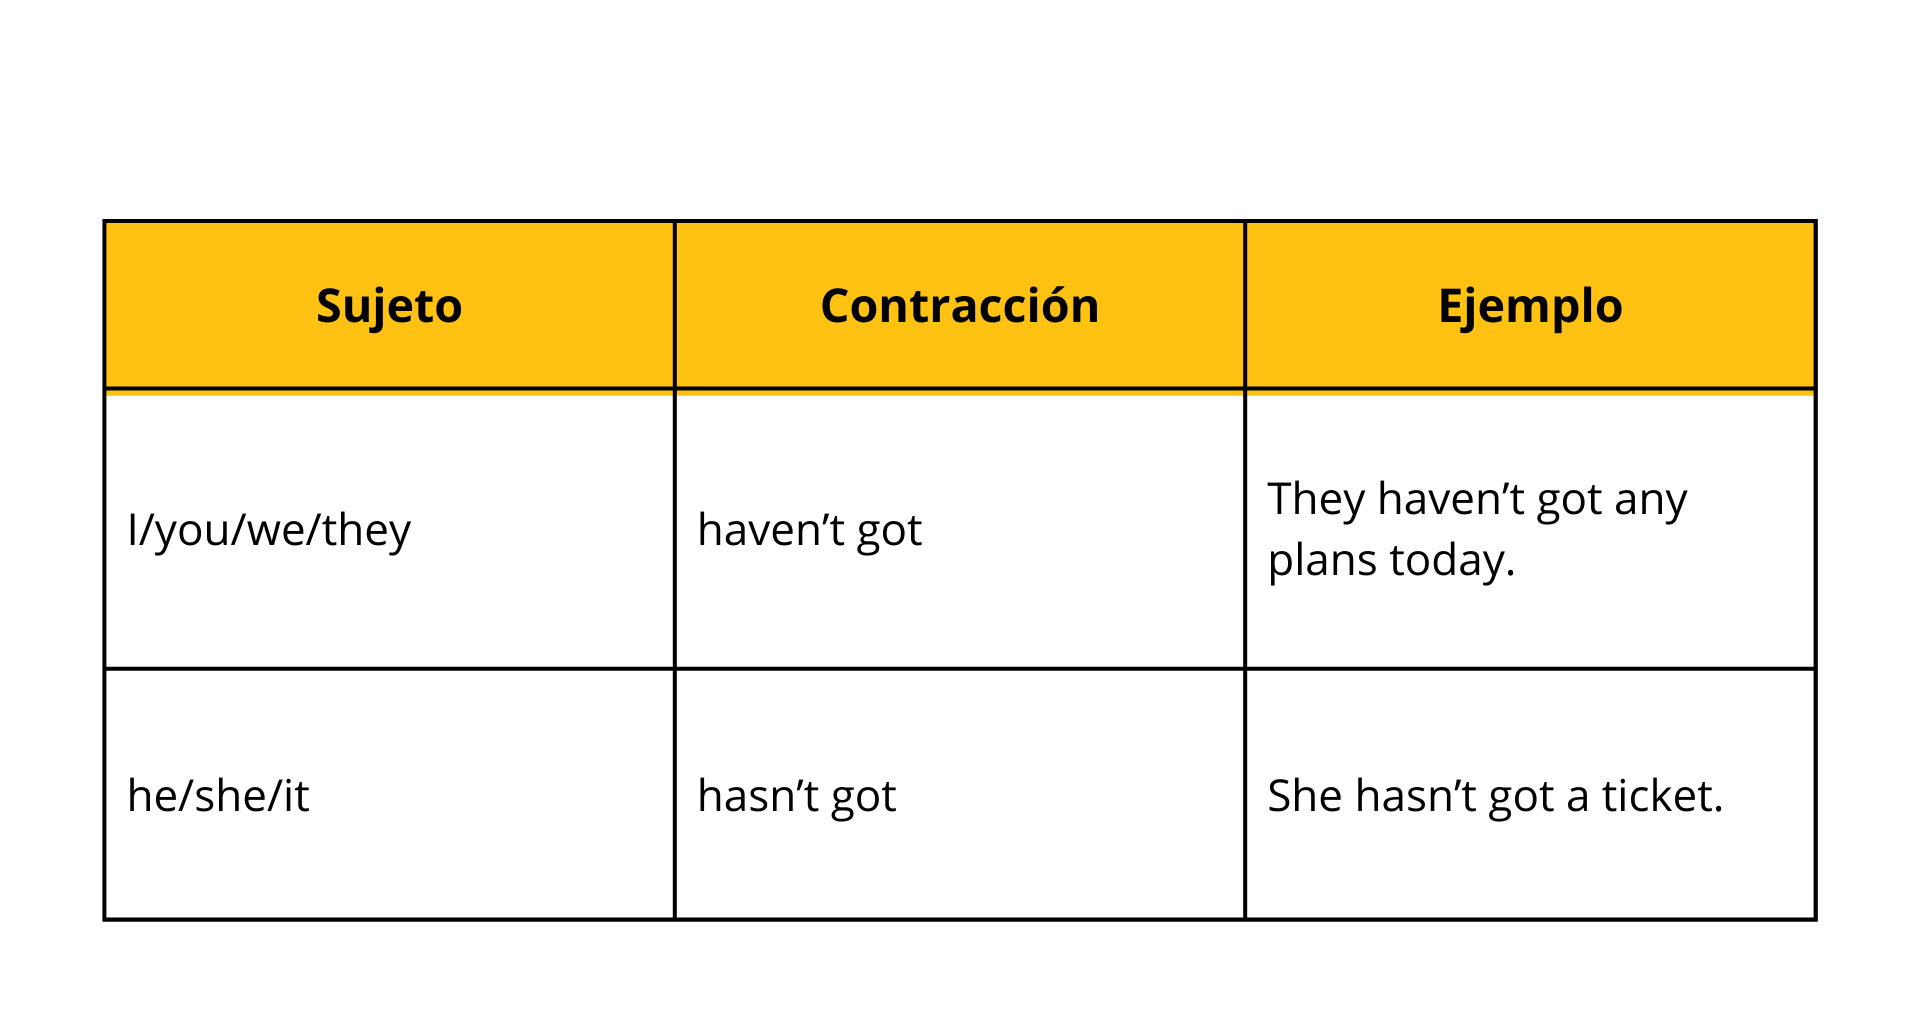 Sujeto
Contracción
Ejemplo
I/you/we/they
haven’t got
They haven’t got any
plans today.
he/she/it
hasn’t got
She hasn’t got a ticket.